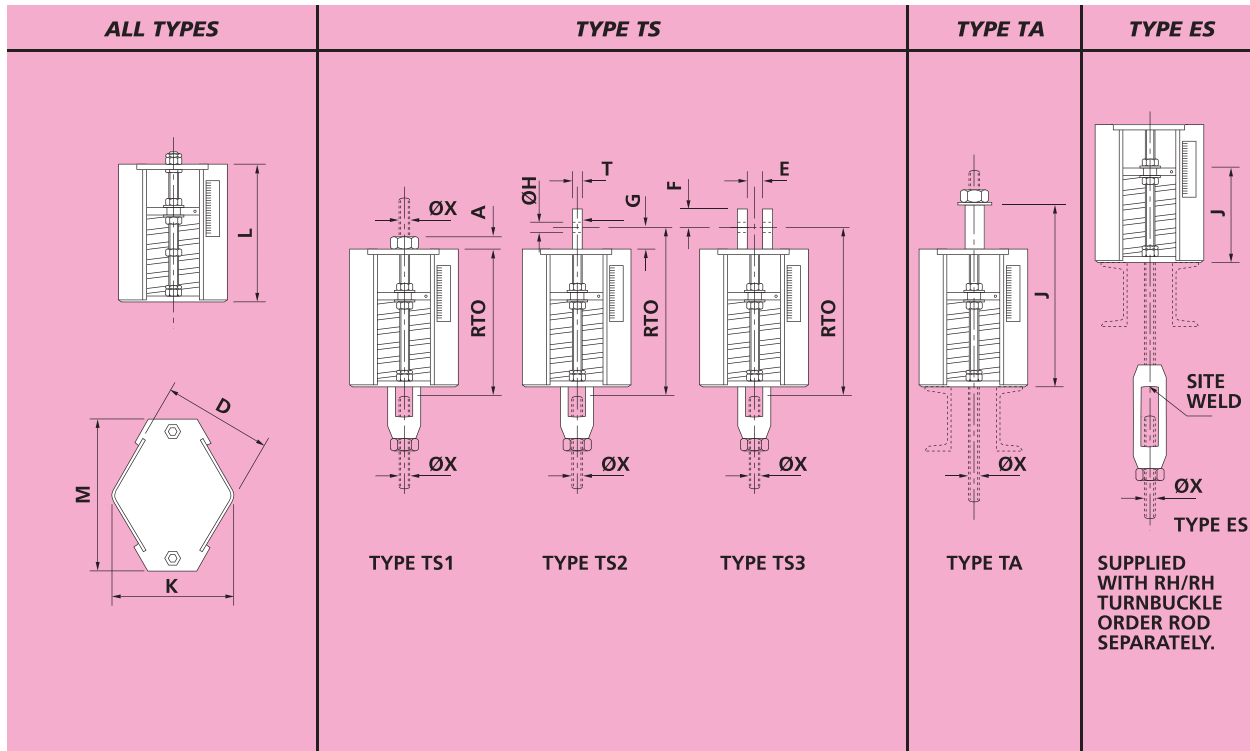 ALL TYPES
TYPE TS
TYPE TA
TYPE ES
L
D
M
K
ØX
A
RTO
ØX
TYPE TS1
ØH
T
G
RTO
ØX
TYPE TS2
F
E
RTO
ØX
TYPE TS3
J
ØX
TYPE TA
J
SITE
WELD
ØX
TYPE ES
SUPPLIED
WITH RH/RH
TURNBUCKLE
ORDER ROD
SEPARATELY.